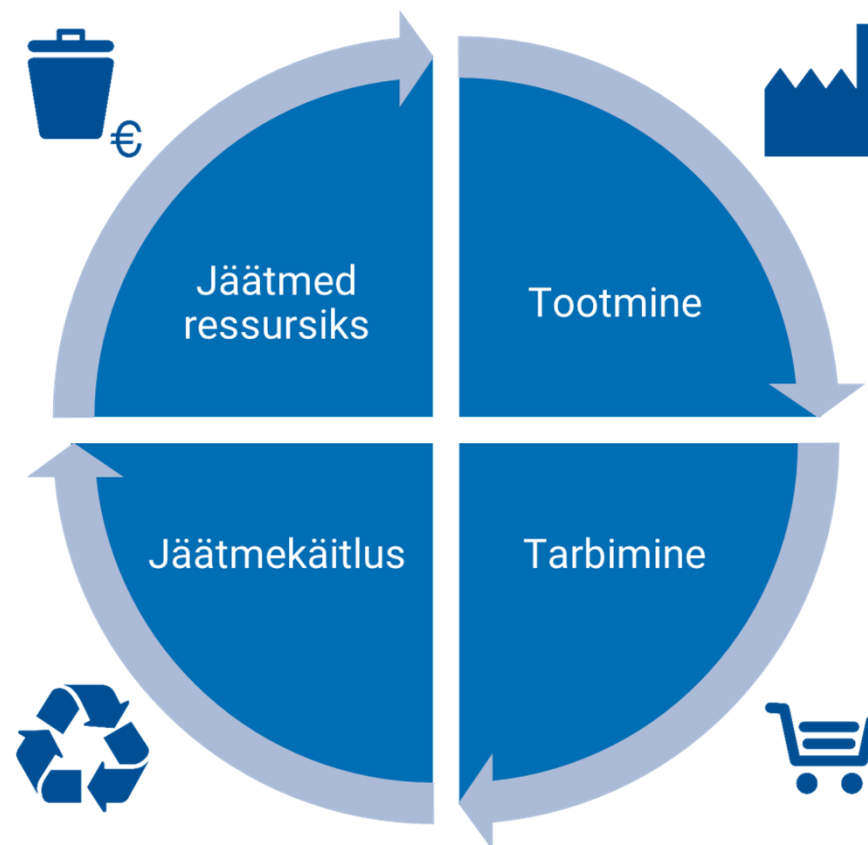 €
Jäätmed
ressursiks
Tootmine
Jäätmekäitlus
Tarbimine